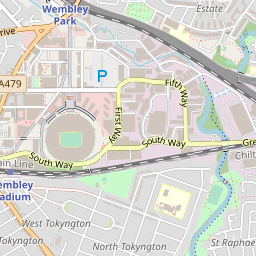 Estate
Wembley
Park
rive
A479
P
Fifth Way
First Way
South Way
Gre
ain Line
South Way
Chilt
embley
adium
West Tokyngton
North Tokyngton
St Raphae